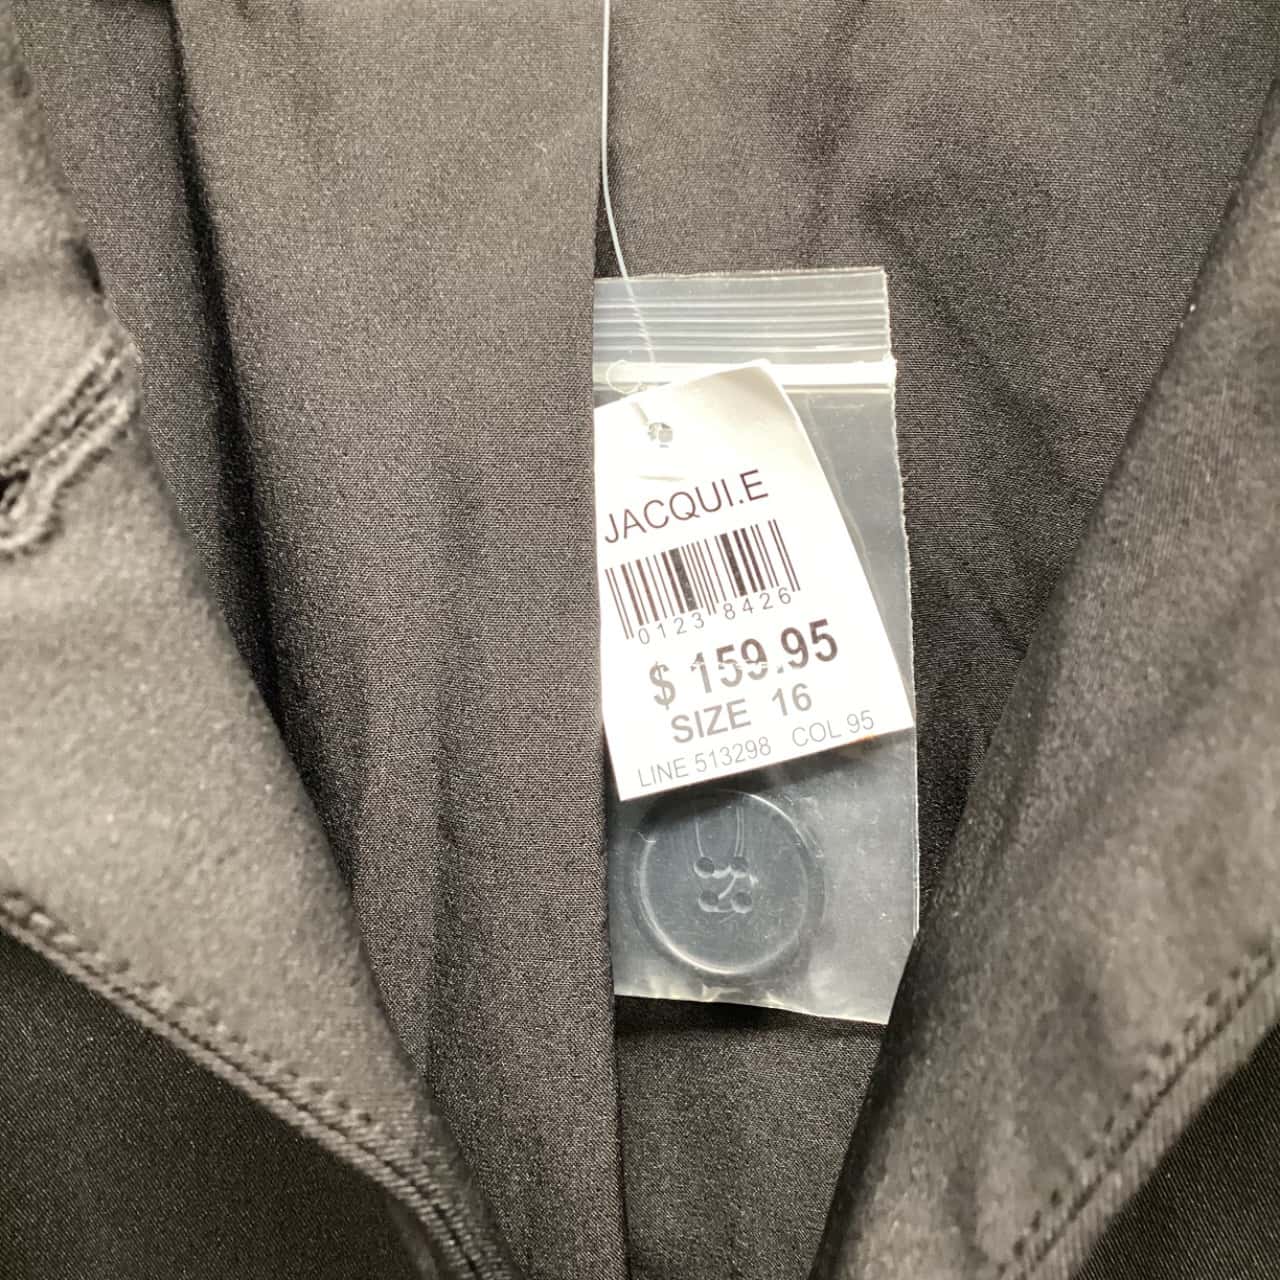 JACQUI.E
0123 8426
$ 159.95
SIZE 16
LINE 513298 COL 95